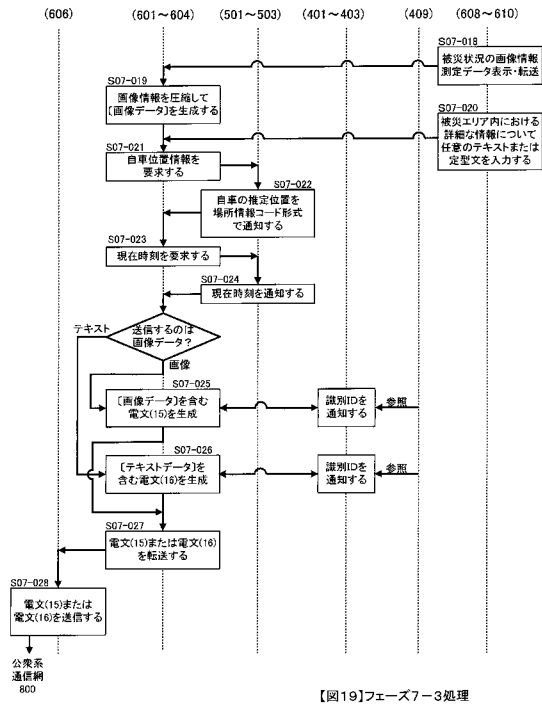 (606)
(601～604)
(501～503)
(401～403)
(409)
(608～610)
S07-018
被災状況の画像情報
測定データ表示・転送
S07-019
画像情報を圧縮して
[画像データ]を生成する
S07-020
被災エリア内における
詳細な情報について
任意のテキストまたは
定型文を入力する
S07-021
自車位置情報を
要求する
S07-022
自車の推定位置を
場所情報コード形式
で通知する
S07-023
現在時刻を要求する
S07-024
現在時刻を通知する
テキスト
送信するのは
画像データ？
画像
S07-025
[画像データ]を含む
電文(15)を生成
識別IDを
通知する
参照
S07-026
[テキストデータ]を
含む電文(16)を生成
識別IDを
通知する
参照
S07-027
電文(15)または電文(16)
を転送する
S07-028
電文(15)または
電文(16)を送信する
公衆系
通信網
800
【図19】フェーズ7－3処理